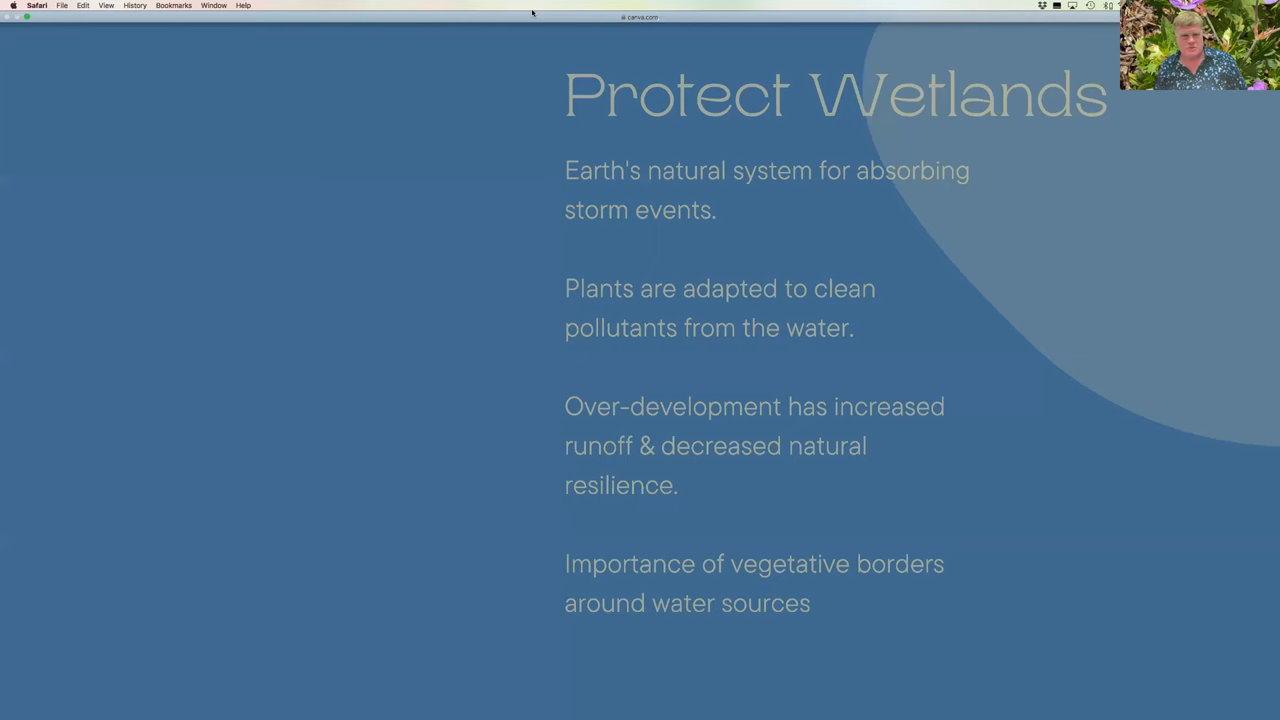 Safari File Edit View History Bookmarks Window Help
canva.com
Protect Wetlands
Earth's natural system for absorbing
storm events.
Plants are adapted to clean
pollutants from the water.
Over-development has increased
runoff & decreased natural
resilience.
Importance of vegetative borders
around water sources